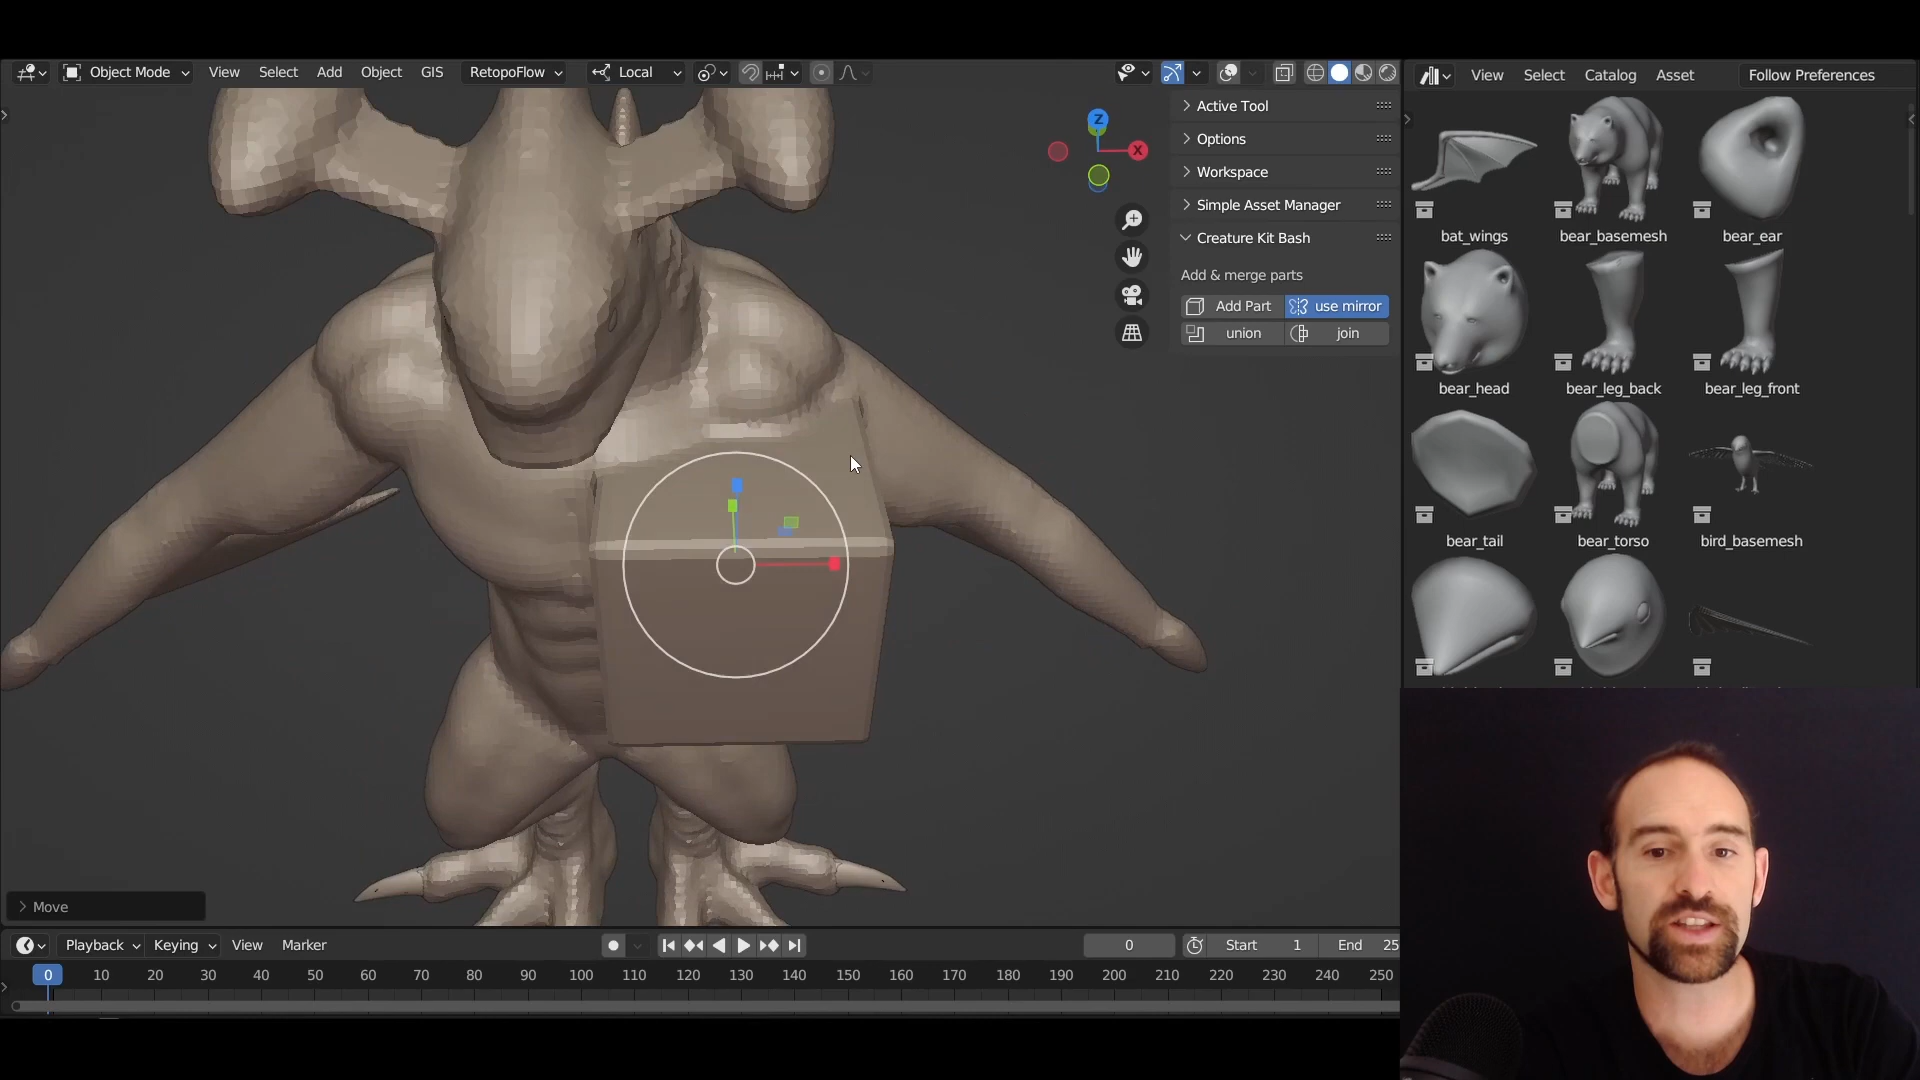 Object Mode View Select Add Object GIS RetopoFlow Local
View Select Catalog Asset Follow Preferences
Z
X
Active Tool
Options
Workspace
Simple Asset Manager
Creature Kit Bash
Add & merge parts
Add Part use mirror
union join
bat_wings bear_basemesh bear_ear
bear_head bear_leg_back bear_leg_front
bear_tail bear_torso bird_basemesh
Move
Playback Keying View Marker 0 Start 1 End 25
0 10 20 30 40 50 60 70 80 90 100 110 120 130 140 150 160 170 180 190 200 210 220 230 240 250